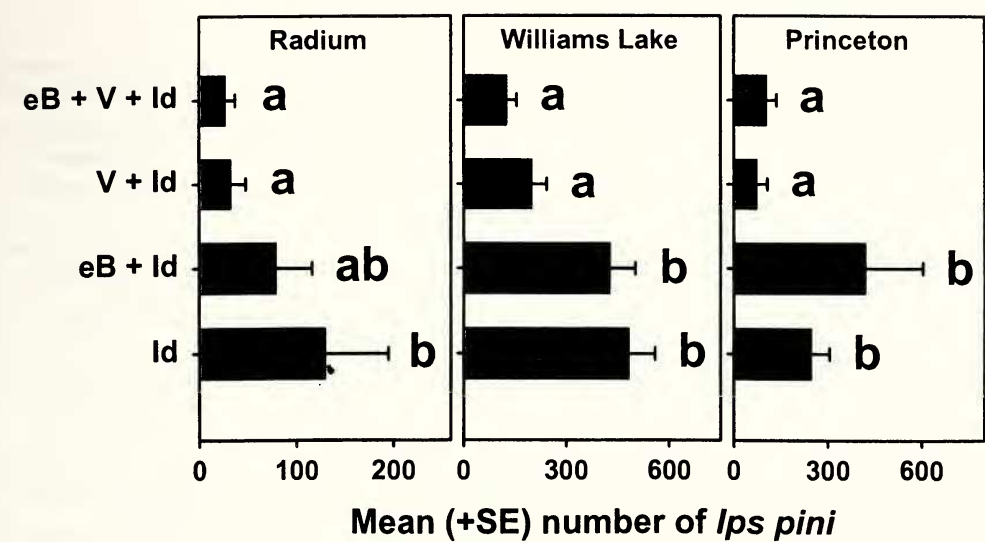 Radium Williams Lake Princeton
eB + V + Id a a a
V + Id a a a
eB + Id ab b b
Id b b b
0 100 200 0 300 600 0 300 600
Mean (+SE) number of Ips pini